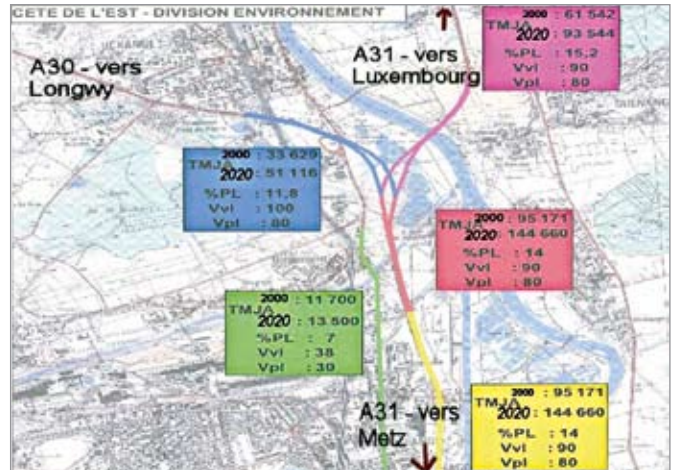 CETE DE L'EST - DIVISION ENVIRONNEMENT
A30 - vers
Longwy
A31 - vers
Luxembourg
TMJA
2000 : 61 542
2020 : 93 544
%PL : 15,2
Vvl : 90
Vpl : 80
TMJA
2000 : 33 629
2020 : 51 116
%PL : 11,8
Vvl : 100
Vpl : 80
TMJA
2000 : 95 171
2020 : 144 660
%PL : 14
Vvl : 90
Vpl : 80
TMJA
2000 : 11 700
2020 : 13 500
%PL : 7
Vvl : 38
Vpl : 30
A31 - vers
Metz
TMJA
2000 : 95 171
2020 : 144 660
%PL : 14
Vvl : 90
Vpl : 80